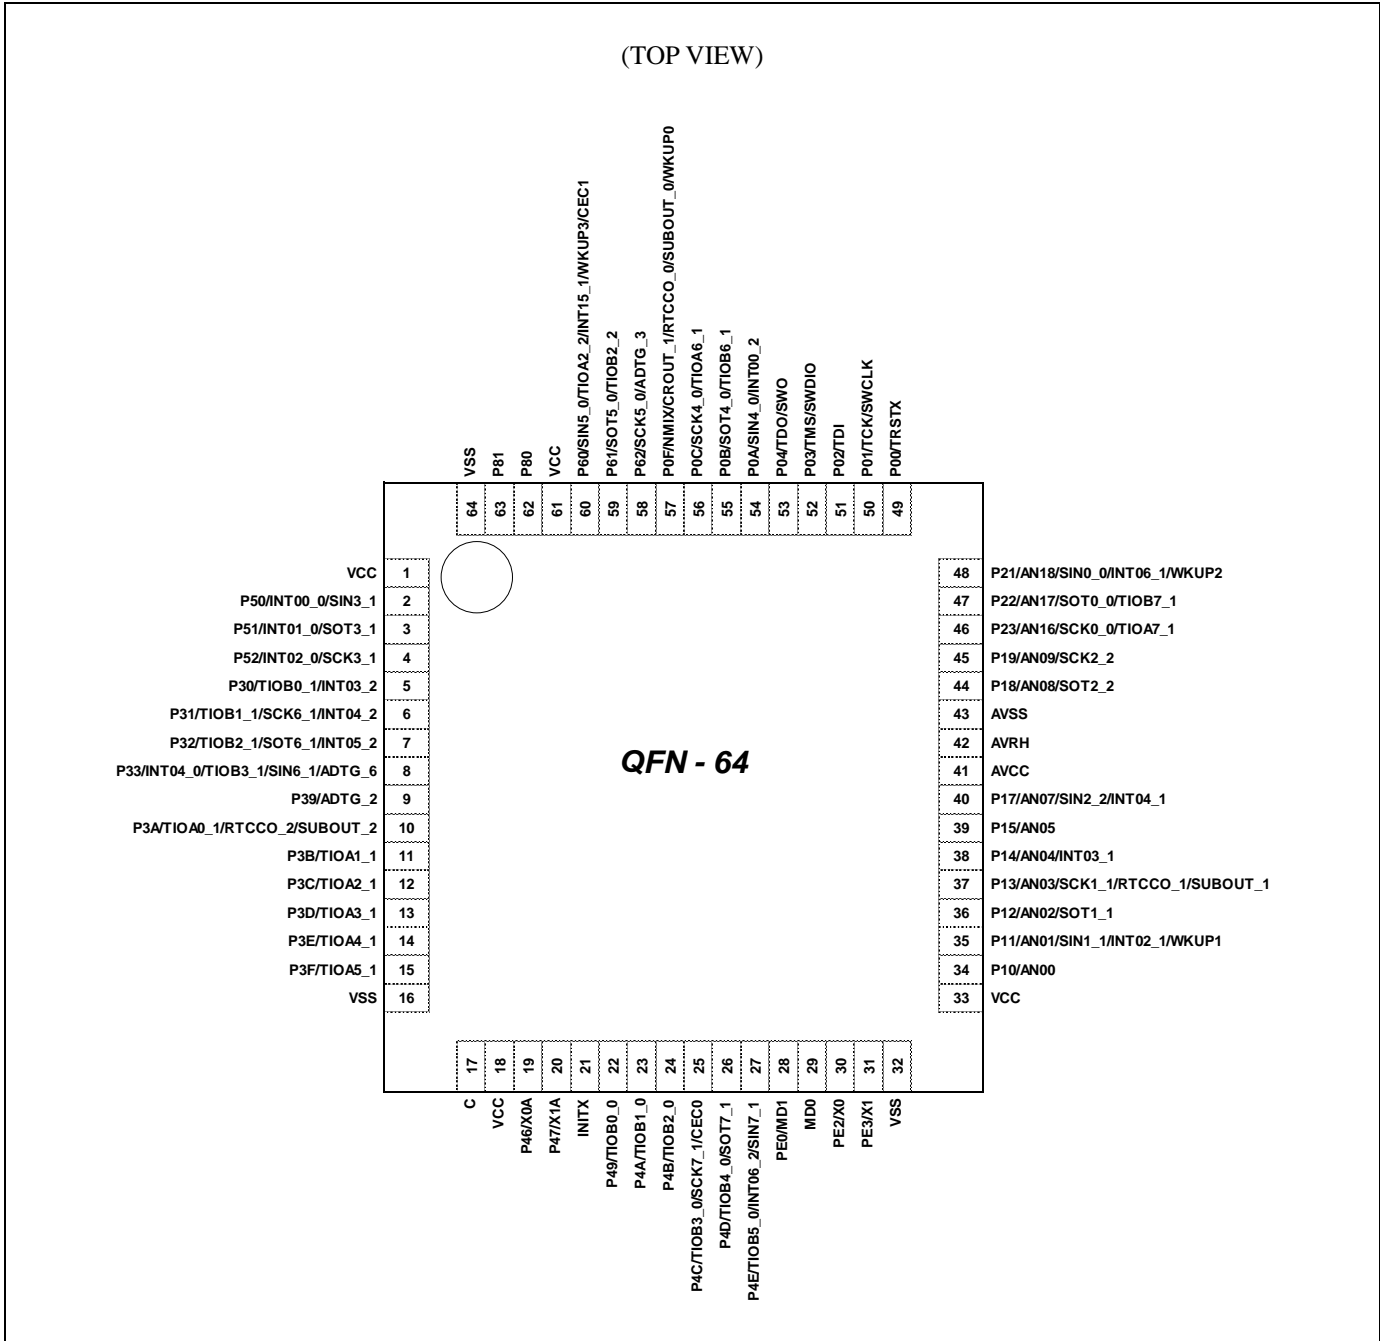 (TOP VIEW)
VSS
P81
P80
VCC
P60/SIN5_0/TIOA2_2/INT15_1/WKUP3/CEC1
P61/SOT5_0/TIOB2_2
P62/SCK5_0/ADTG_3
P0F/NMIX/CROUT_1/RTCCO_0/SUBOUT_0/WKUP0
P0C/SCK4_0/TIOA6_1
P0B/SOT4_0/TIOB6_1
P0A/SIN4_0/INT00_2
P04/TDO/SWO
P03/TMS/SWDIO
P02/TDI
P01/TCK/SWCLK
P00/TRSTX
64 63 62 61 60 59 58 57 56 55 54 53 52 51 50 49
VCC 1
P50/INT00_0/SIN3_1 2
P51/INT01_0/SOT3_1 3
P52/INT02_0/SCK3_1 4
P30/TIOB0_1/INT03_2 5
P31/TIOB1_1/SCK6_1/INT04_2 6
P32/TIOB2_1/SOT6_1/INT05_2 7
P33/INT04_0/TIOB3_1/SIN6_1/ADTG_6 8
P39/ADTG_2 9
P3A/TIOA0_1/RTCCO_2/SUBOUT_2 10
P3B/TIOA1_1 11
P3C/TIOA2_1 12
P3D/TIOA3_1 13
P3E/TIOA4_1 14
P3F/TIOA5_1 15
VSS 16
QFN - 64
48 P21/AN18/SIN0_0/INT06_1/WKUP2
47 P22/AN17/SOT0_0/TIOB7_1
46 P23/AN16/SCK0_0/TIOA7_1
45 P19/AN09/SCK2_2
44 P18/AN08/SOT2_2
43 AVSS
42 AVRH
41 AVCC
40 P17/AN07/SIN2_2/INT04_1
39 P15/AN05
38 P14/AN04/INT03_1
37 P13/AN03/SCK1_1/RTCCO_1/SUBOUT_1
36 P12/AN02/SOT1_1
35 P11/AN01/SIN1_1/INT02_1/WKUP1
34 P10/AN00
33 VCC
17 18 19 20 21 22 23 24 25 26 27 28 29 30 31 32
C
VCC
P46/X0A
P47/X1A
INITX
P49/TIOB0_0
P4A/TIOB1_0
P4B/TIOB2_0
P4C/TIOB3_0/SCK7_1/CEC0
P4D/TIOB4_0/SOT7_1
P4E/TIOB5_0/INT06_2/SIN7_1
PE0/MD1
MD0
PE2/X0
PE3/X1
VSS